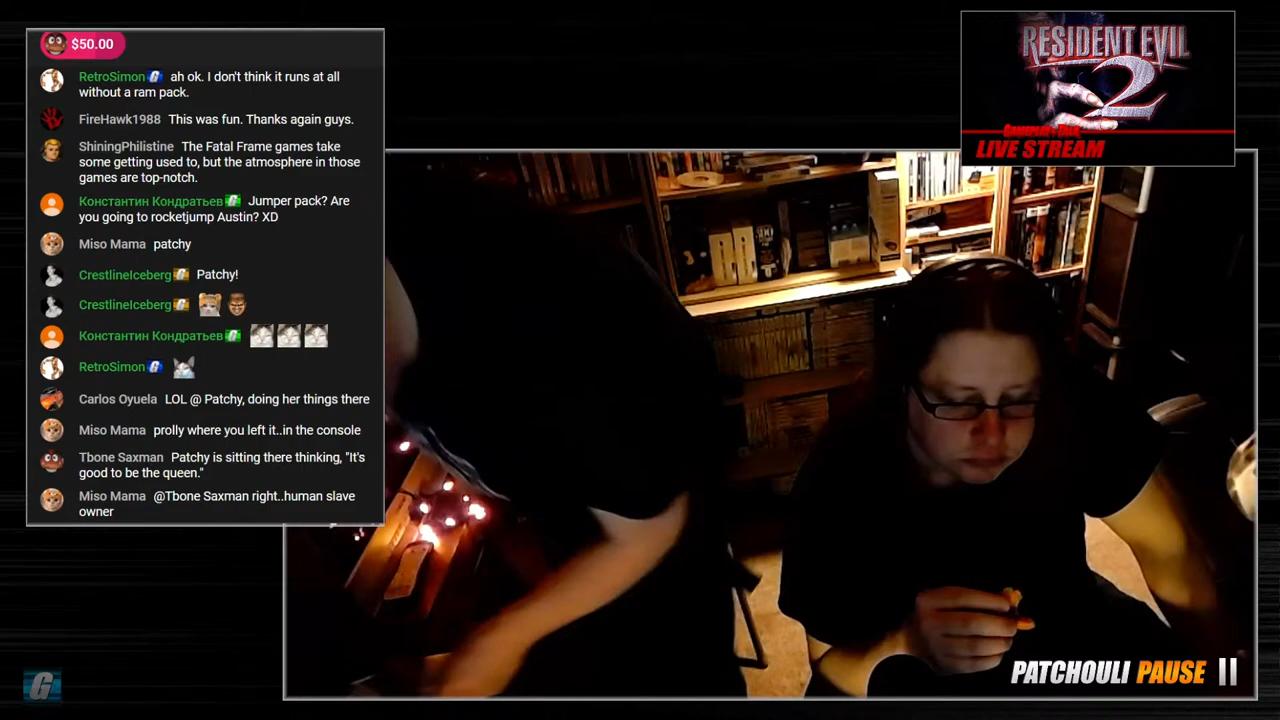 $50.00
RetroSimon ah ok. I don't think it runs at all
without a ram pack.
FireHawk1988 This was fun. Thanks again guys.
ShiningPhilistine The Fatal Frame games take
some getting used to, but the atmosphere in those
games are top-notch.
Константин Кондратьев Jumper pack? Are
you going to rocketjump Austin? XD
Miso Mama patchy
CrestlineIceberg Patchy!
CrestlineIceberg
Константин Кондратьев
RetroSimon
Carlos Oyuela LOL @ Patchy, doing her things there
Miso Mama prolly where you left it..in the console
Tbone Saxman Patchy is sitting there thinking, "It's
good to be the queen."
Miso Mama @Tbone Saxman right..human slave
owner
G
RESIDENT EVIL
2
GAMEPLAY + TALK
LIVE STREAM
PATCHOULI PAUSE